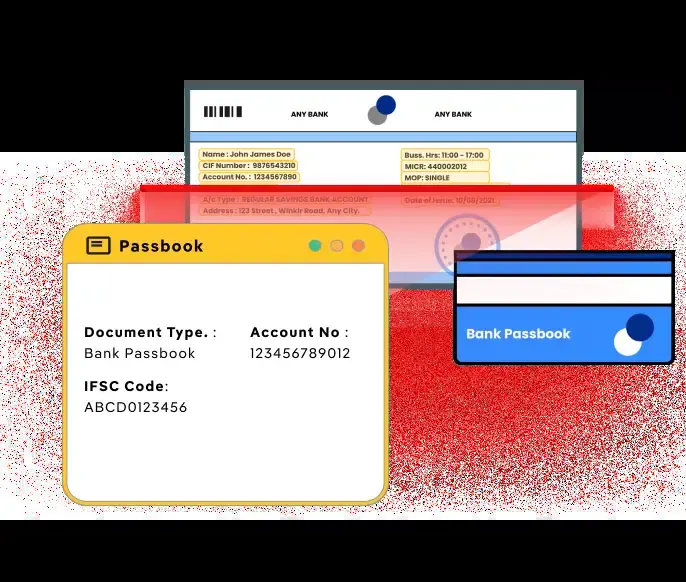 ANY BANK ANY BANK
Name : John James Doe
CIF Number : 9876543210
Account No. : 1234567890
Buss. Hrs: 11:00 - 17:00
MICR: 440002012
MOP: SINGLE
A/c Type : REGULAR SAVINGS BANK ACCOUNT
Date of Issue. 10/08/2021
Address : 123 Street , Winklr Road, Any City.
Passbook
Document Type. : Account No :
Bank Passbook 123456789012
IFSC Code:
ABCD0123456
Bank Passbook